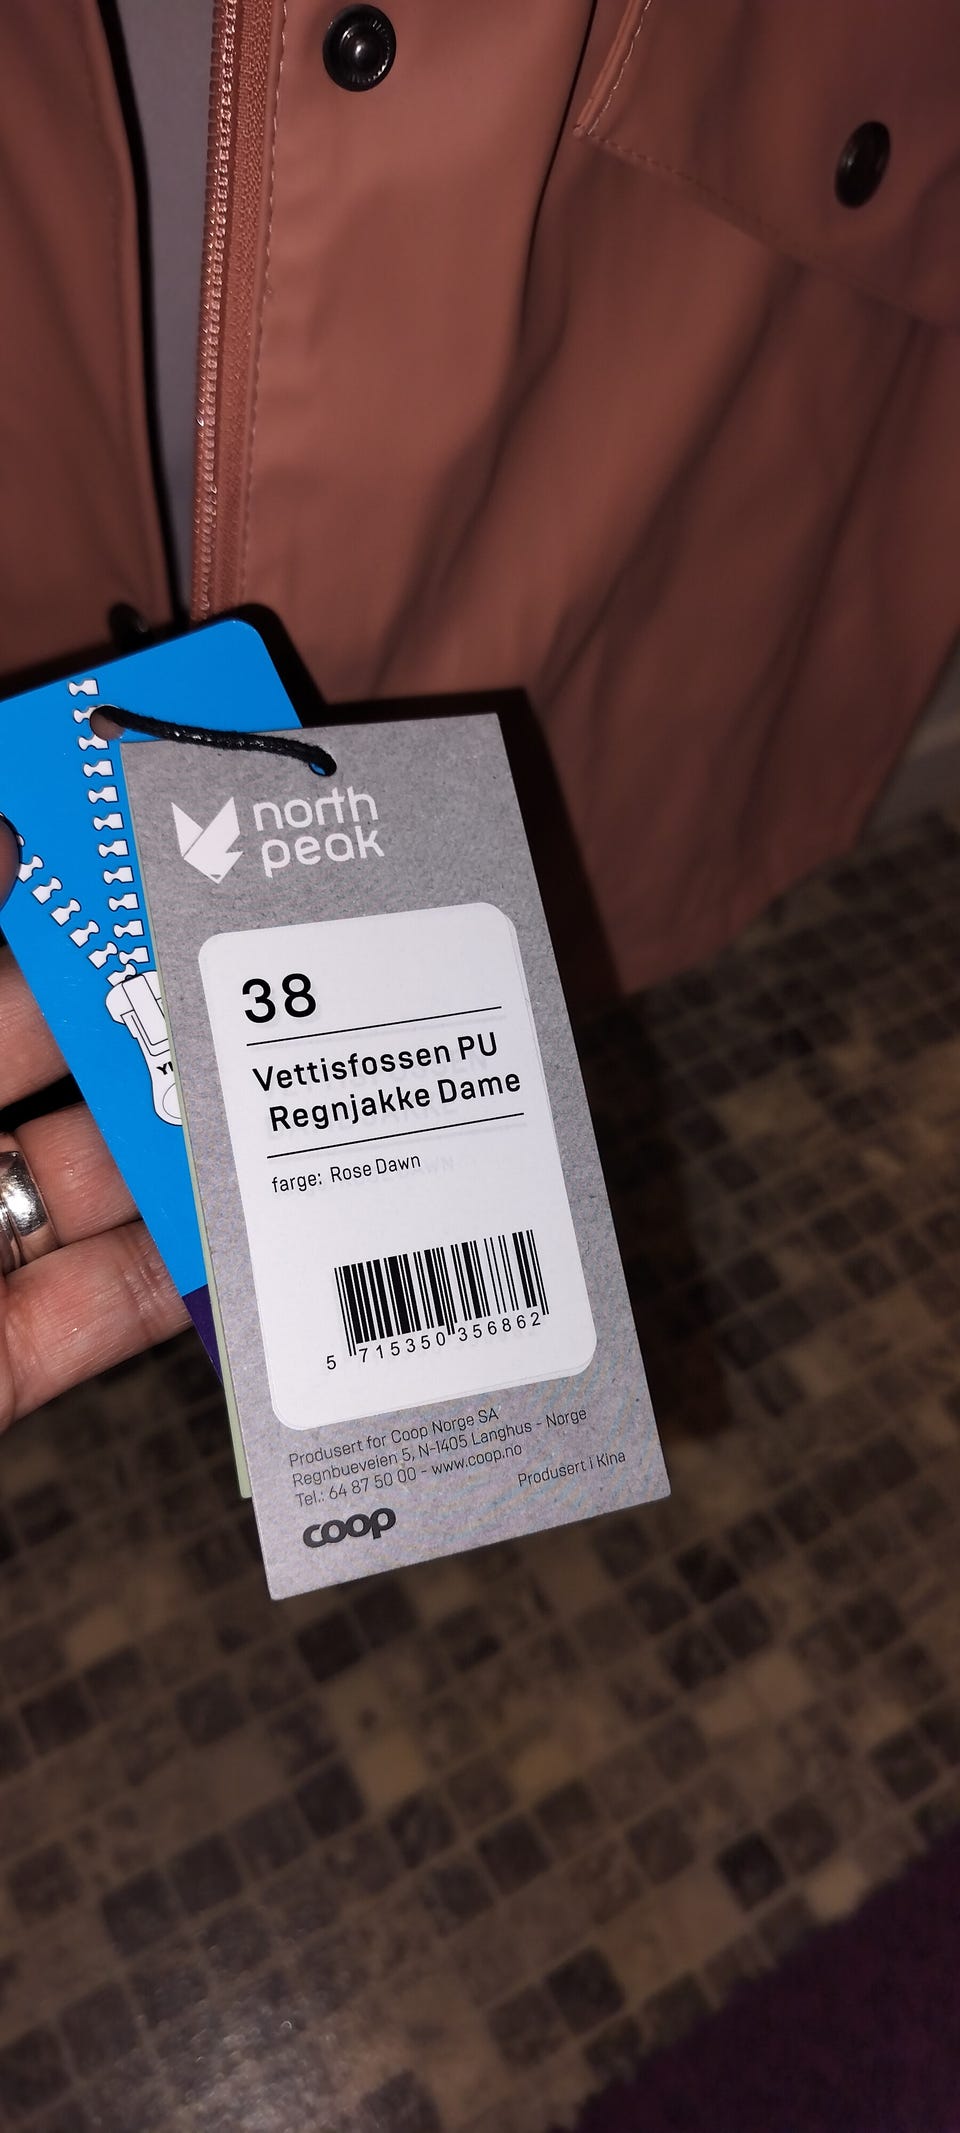 north
peak
38
Vettisfossen PU
Regnjakke Dame
farge: Rose Dawn
5 715350 356862
Produsert for Coop Norge SA
Regnbueveien 5, N-1405 Langhus - Norge
Tel.: 64 87 50 00 - www.coop.no
Produsert i Kina
coop